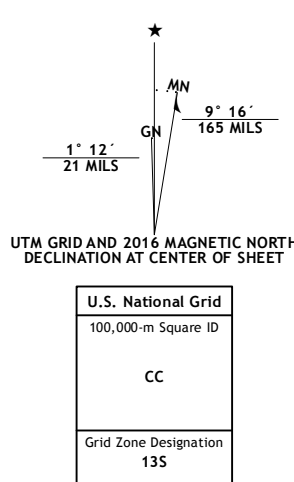 ★
MN
GN
9° 16´
165 MILS
1° 12´
21 MILS
UTM GRID AND 2016 MAGNETIC NORTH
DECLINATION AT CENTER OF SHEET
U.S. National Grid
100,000-m Square ID
CC
Grid Zone Designation
13S